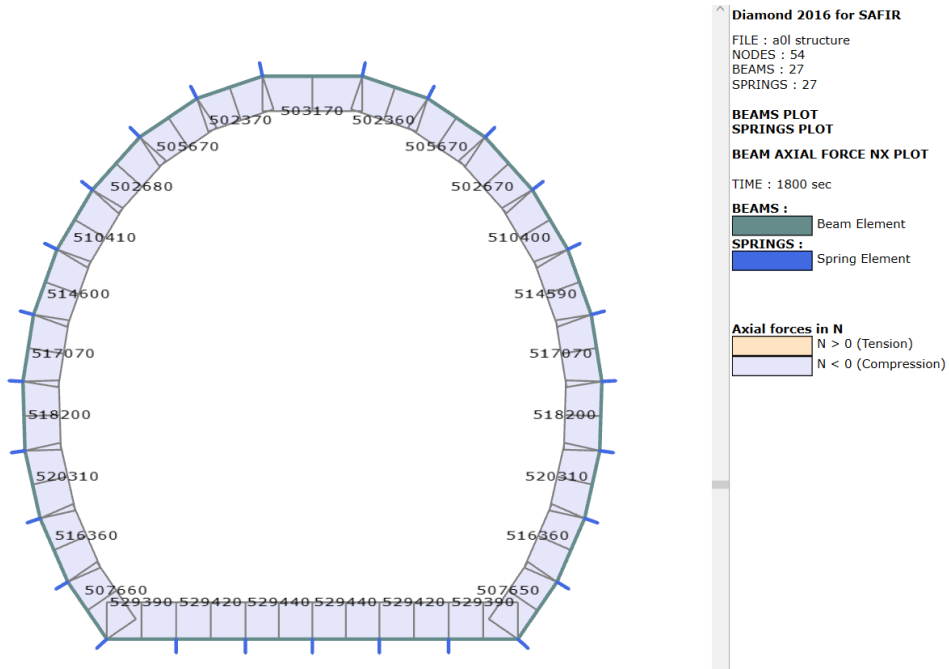 Diamond 2016 for SAFIR
FILE : a0l structure
NODES : 54
BEAMS : 27
SPRINGS : 27
BEAMS PLOT
SPRINGS PLOT
BEAM AXIAL FORCE NX PLOT
TIME : 1800 sec
BEAMS :
Beam Element
SPRINGS :
Spring Element
Axial forces in N
N > 0 (Tension)
N < 0 (Compression)
503170
502370 502360
505670 505670
502680 502670
510410 510400
514600 514590
517070 517070
518200 518200
520310 520310
516360 516360
507660 507650
529390 529420 529440 529440 529420 529390